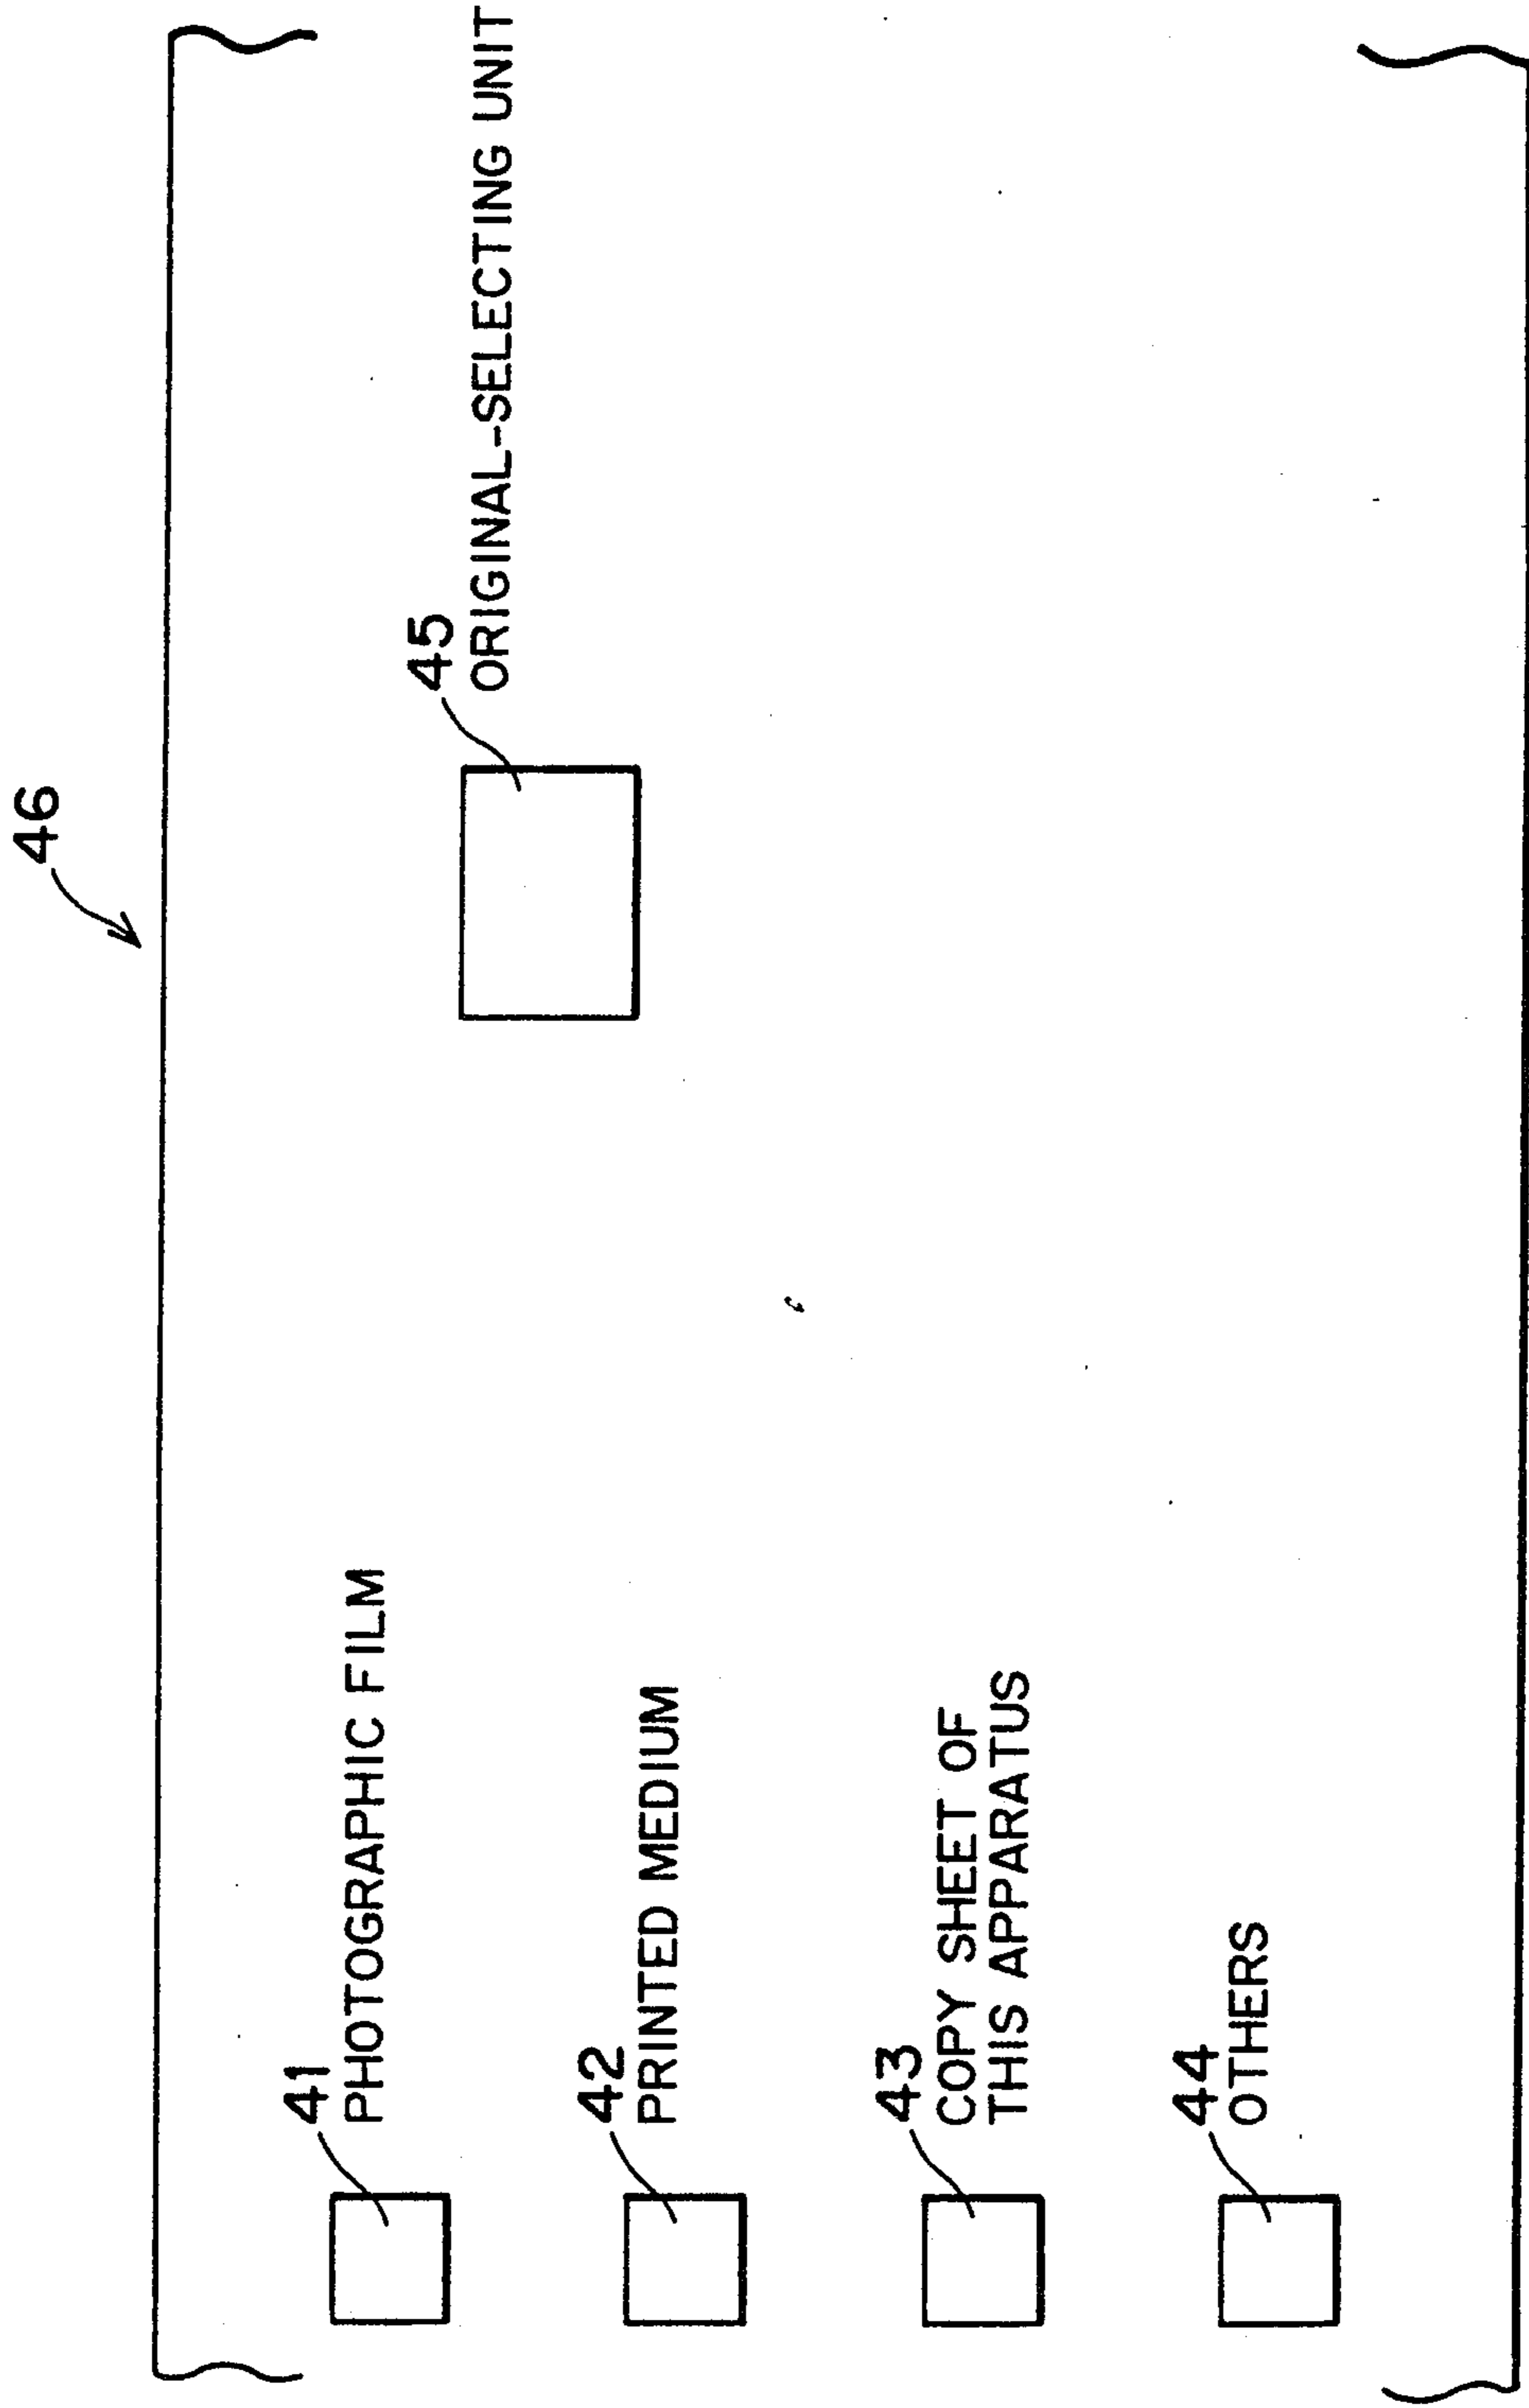 46
45
ORIGINAL-SELECTING UNIT
41
PHOTOGRAPHIC FILM
42
PRINTED MEDIUM
43
COPY SHEET OF
THIS APPARATUS
44
OTHERS